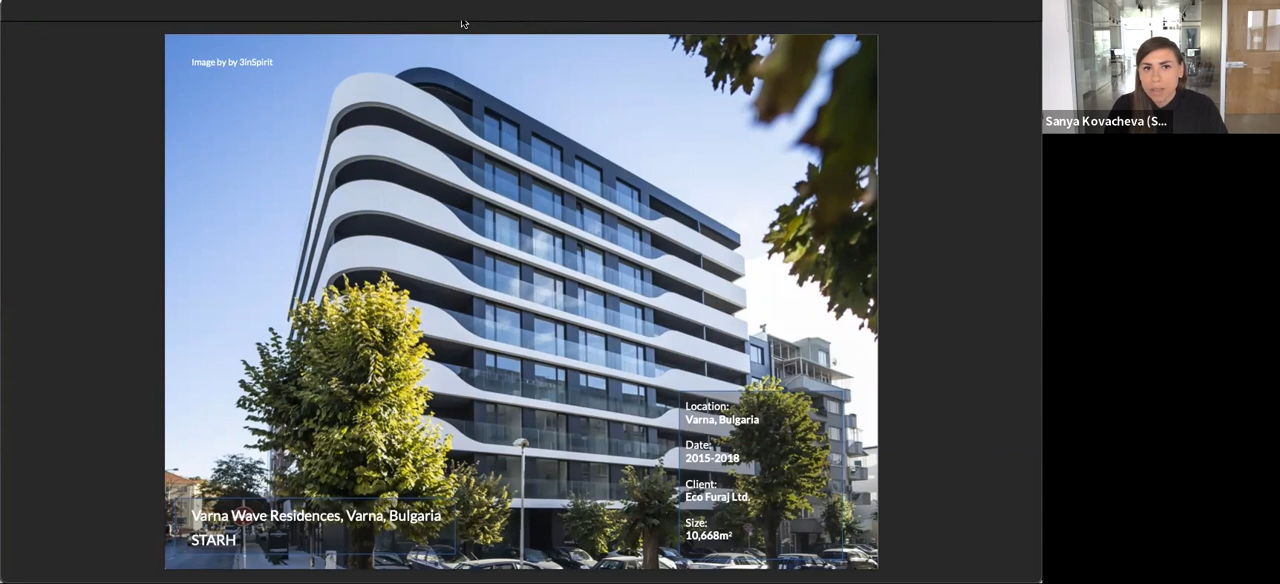 Image by by 3inSpirit
Sanya Kovacheva (S...
Location:
Varna, Bulgaria
Date:
2015-2018
Client:
Eco Furaj Ltd.
Size:
10,668m²
Varna Wave Residences, Varna, Bulgaria
STARH